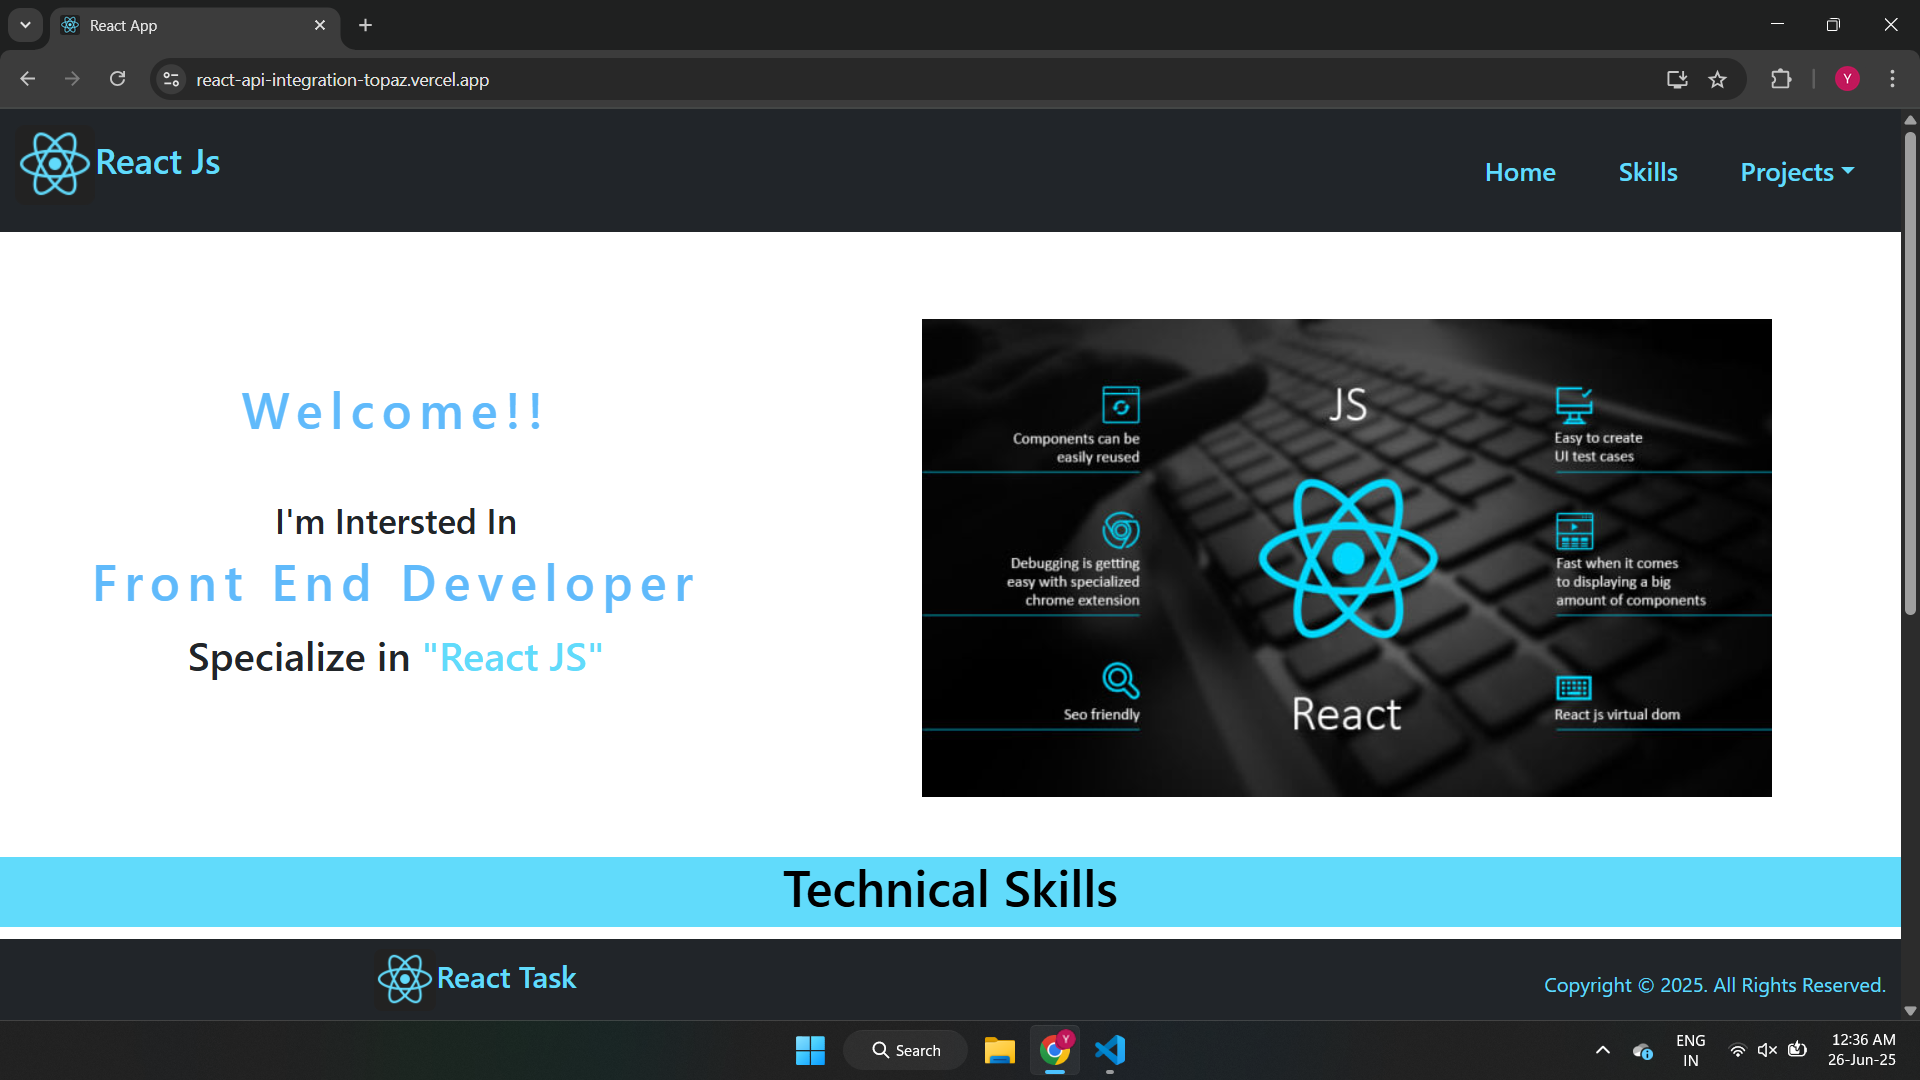 React App
react-api-integration-topaz.vercel.app
Y
React Js
Home
Skills
Projects
Welcome!!
I'm Intersted In
Front End Developer
Specialize in "React JS"
JS
Components can be
easily reused
Easy to create
UI test cases
Debugging is getting
easy with specialized
chrome extension
Fast when it comes
to displaying a big
amount of components
Seo friendly
React
React js virtual dom
Technical Skills
React Task
Copyright © 2025. All Rights Reserved.
Search
Y
ENG
IN
12:36 AM
26-Jun-25